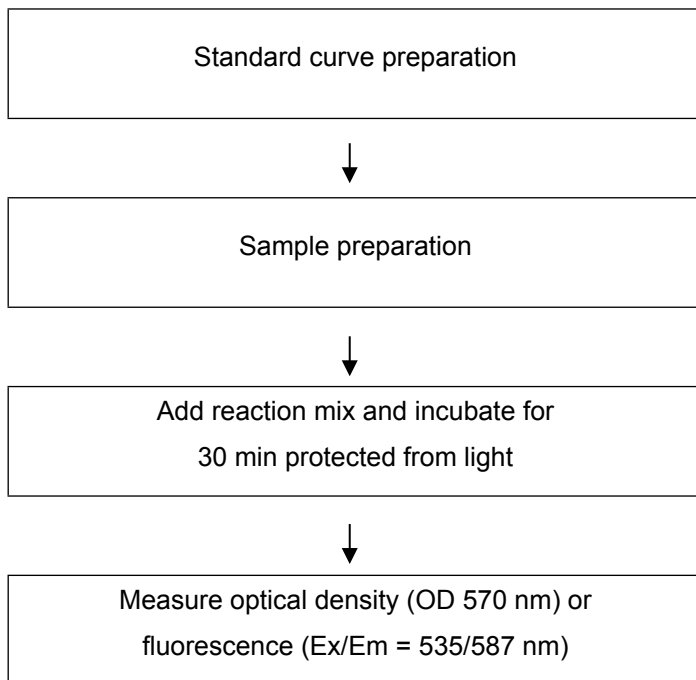 Standard curve preparation
Sample preparation
Add reaction mix and incubate for
30 min protected from light
Measure optical density (OD 570 nm) or
fluorescence (Ex/Em = 535/587 nm)